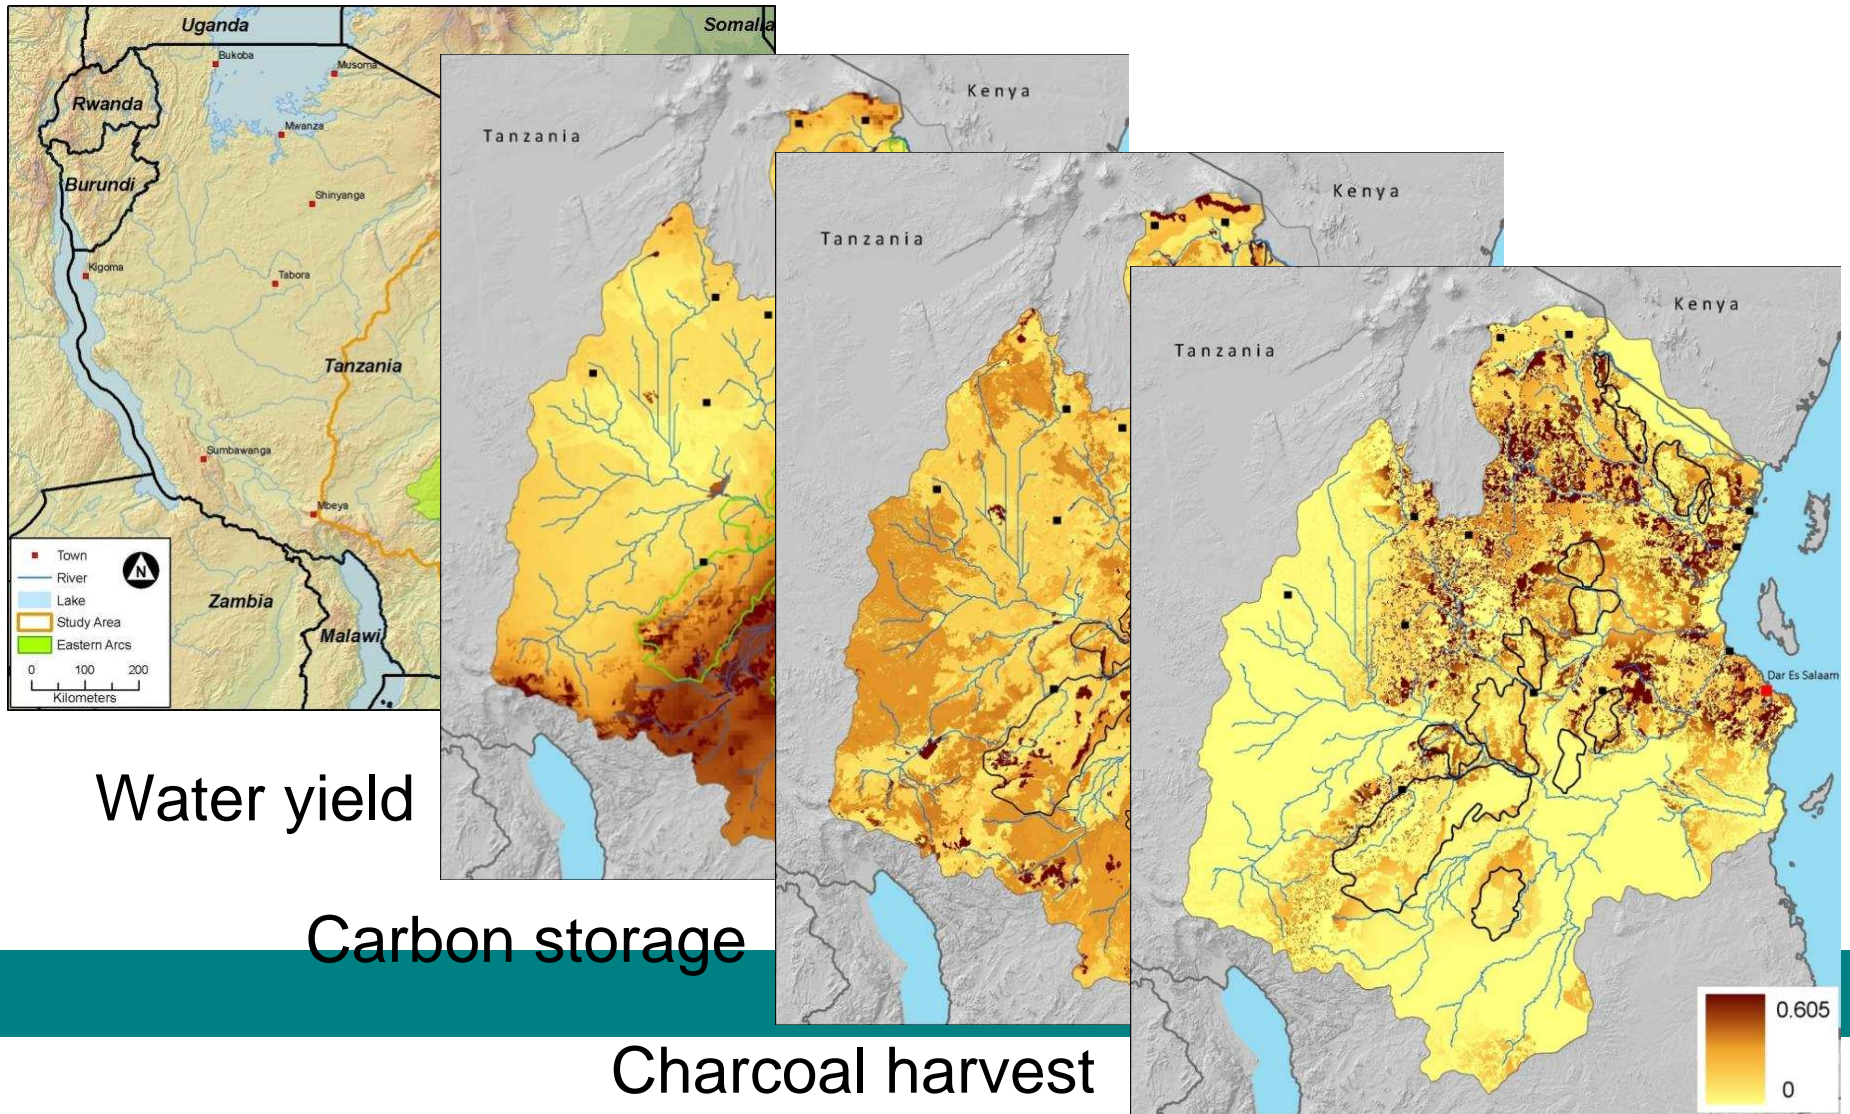 Uganda
Somalia
Bukoba
Musoma
Rwanda
Mwanza
Burundi
Shinyanga
Kigoma
Tabora
Tanzania
Sumbawanga
Mbeya
Zambia
Malawi
Town
N
River
Lake
Study Area
Eastern Arcs
0 100 200
Kilometers
Kenya
Tanzania
Kenya
Tanzania
Kenya
Tanzania
Dar Es Salaam
0.605
0
Water yield
Carbon storage
Charcoal harvest